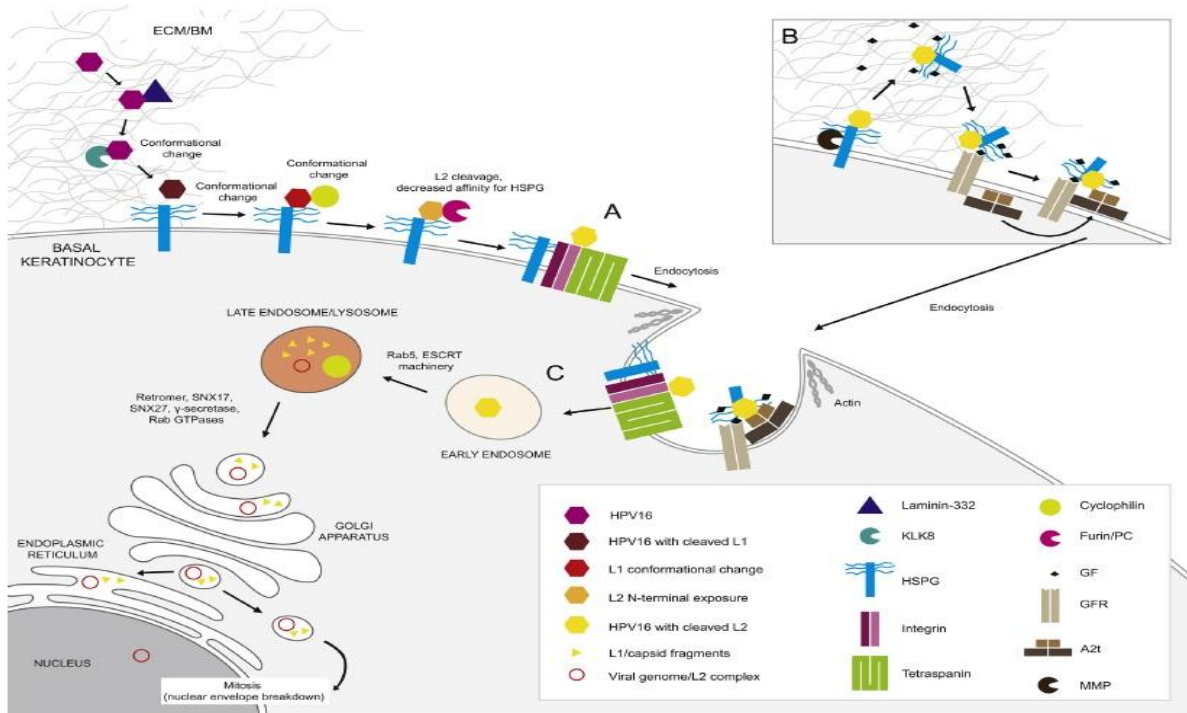 ECM/BM
Conformational
change
Conformational
change
Conformational
change
L2 cleavage,
decreased affinity for HSPG
A
BASAL
KERATINOCYTE
Endocytosis
B
Endocytosis
LATE ENDOSOME/LYSOSOME
Rab5, ESCRT
machinery
C
Retromer, SNX17,
SNX27, γ-secretase,
Rab GTPases
EARLY ENDOSOME
Actin
GOLGI
APPARATUS
ENDOPLASMIC
RETICULUM
NUCLEUS
Mitosis
(nuclear envelope breakdown)
HPV16
HPV16 with cleaved L1
L1 conformational change
L2 N-terminal exposure
HPV16 with cleaved L2
L1/capsid fragments
Viral genome/L2 complex
Laminin-332
KLK8
HSPG
Integrin
Tetraspanin
Cyclophilin
Furin/PC
GF
GFR
A2t
MMP